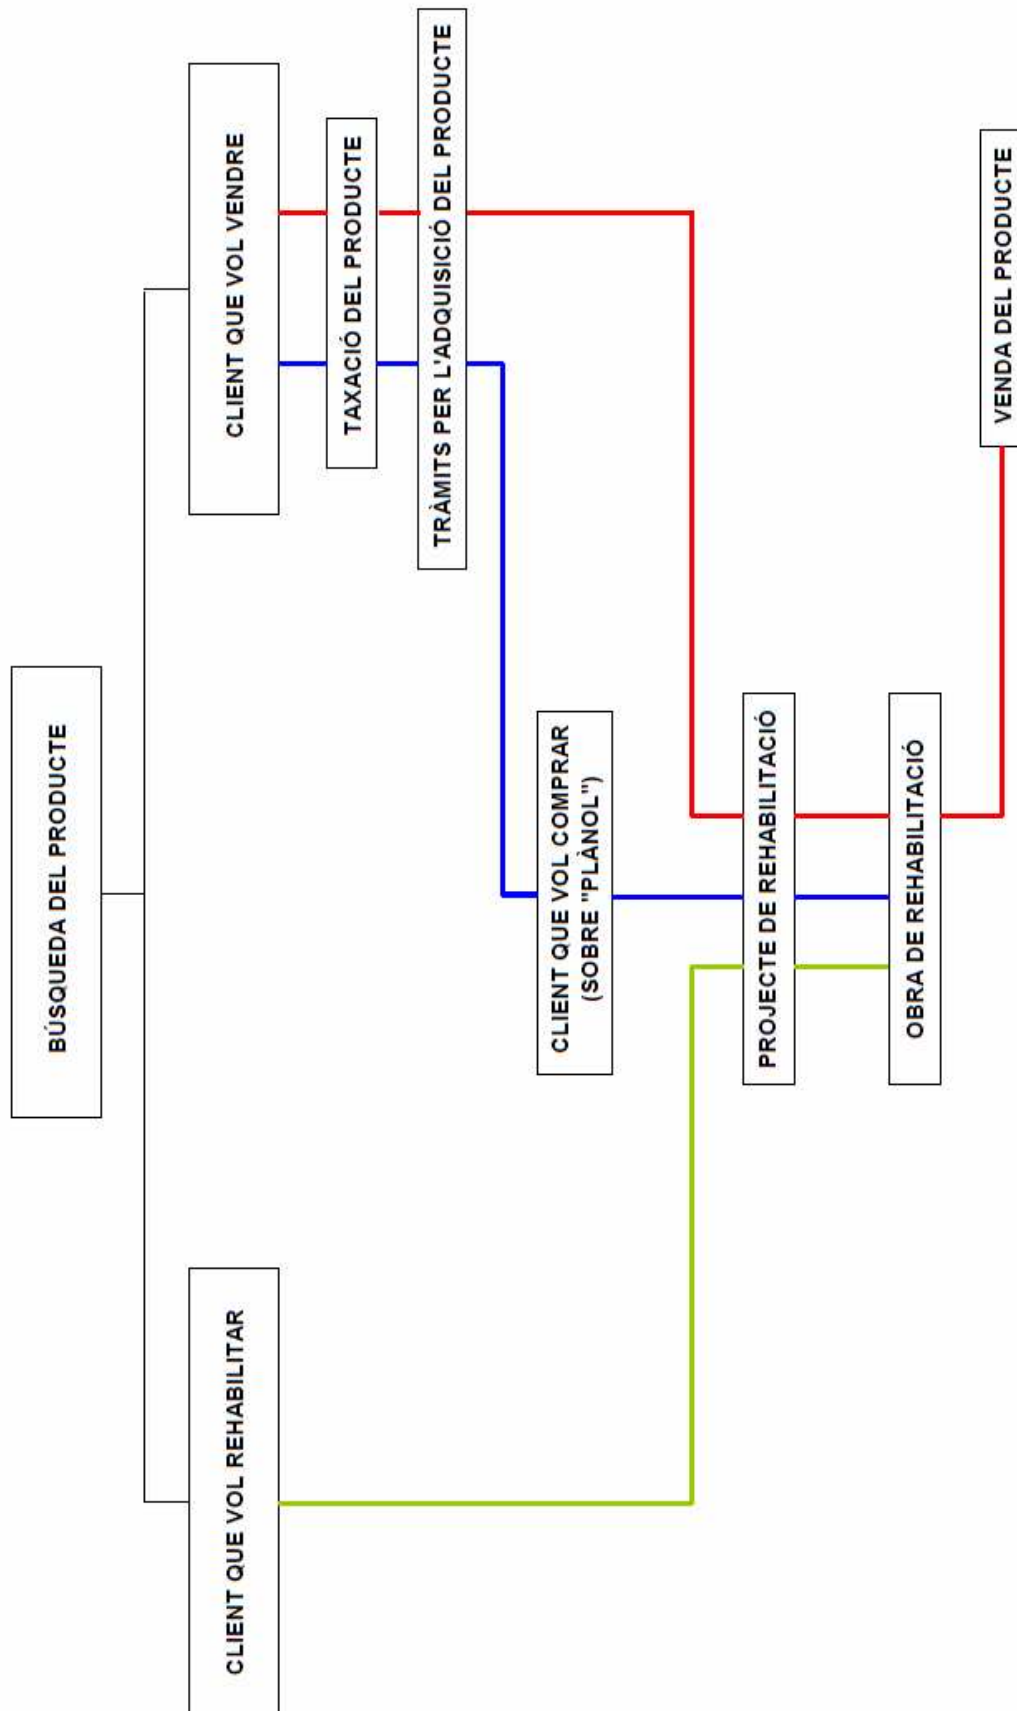 BÚSQUEDA DEL PRODUCTE
CLIENT QUE VOL REHABILITAR
CLIENT QUE VOL VENDRE
TAXACIÓ DEL PRODUCTE
TRÀMITS PER L'ADQUISICIÓ DEL PRODUCTE
CLIENT QUE VOL COMPRAR
(SOBRE "PLÀNOL")
PROJECTE DE REHABILITACIÓ
OBRA DE REHABILITACIÓ
VENDA DEL PRODUCTE